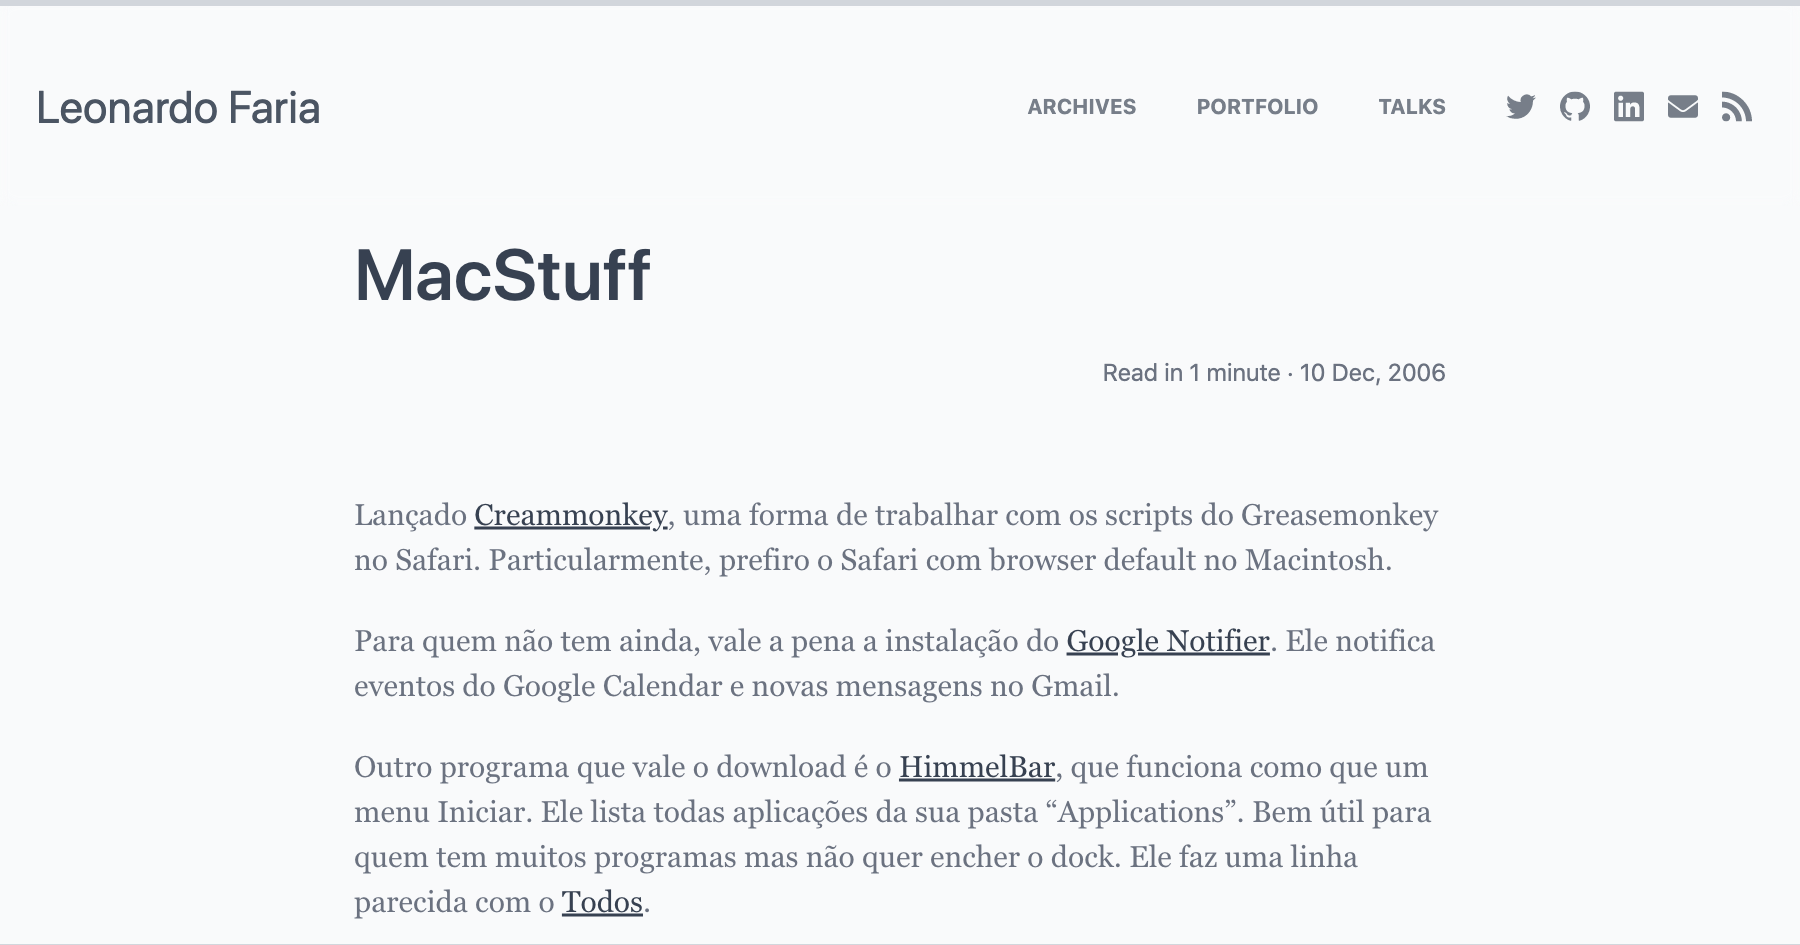 Leonardo Faria
ARCHIVES
PORTFOLIO
TALKS
MacStuff
Read in 1 minute · 10 Dec, 2006
Lançado Creammonkey, uma forma de trabalhar com os scripts do Greasemonkey
no Safari. Particularmente, prefiro o Safari com browser default no Macintosh.
Para quem não tem ainda, vale a pena a instalação do Google Notifier. Ele notifica
eventos do Google Calendar e novas mensagens no Gmail.
Outro programa que vale o download é o HimmelBar, que funciona como que um
menu Iniciar. Ele lista todas aplicações da sua pasta “Applications”. Bem útil para
quem tem muitos programas mas não quer encher o dock. Ele faz uma linha
parecida com o Todos.